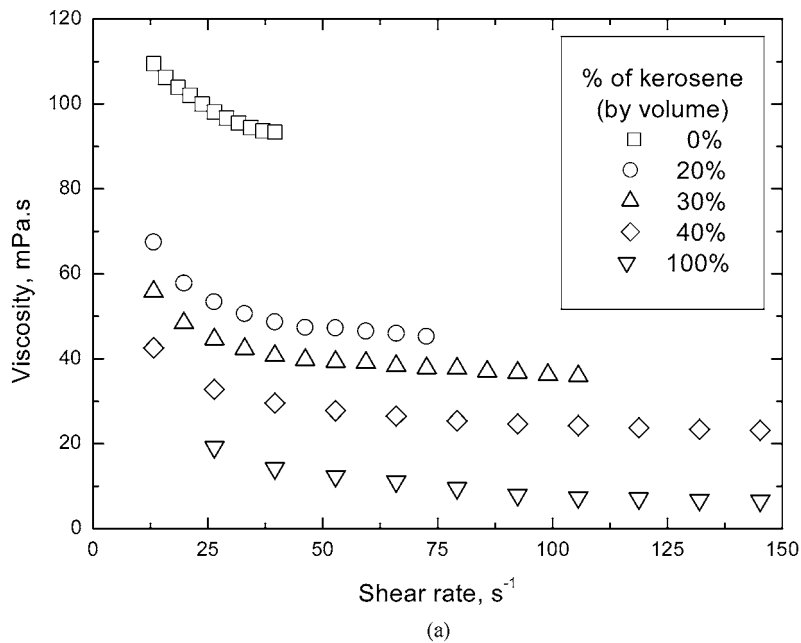 120
100
80
60
40
20
0
Viscosity, mPa.s
0 25 50 75 100 125 150
Shear rate, s⁻¹
% of kerosene
(by volume)
0%
20%
30%
40%
100%
(a)